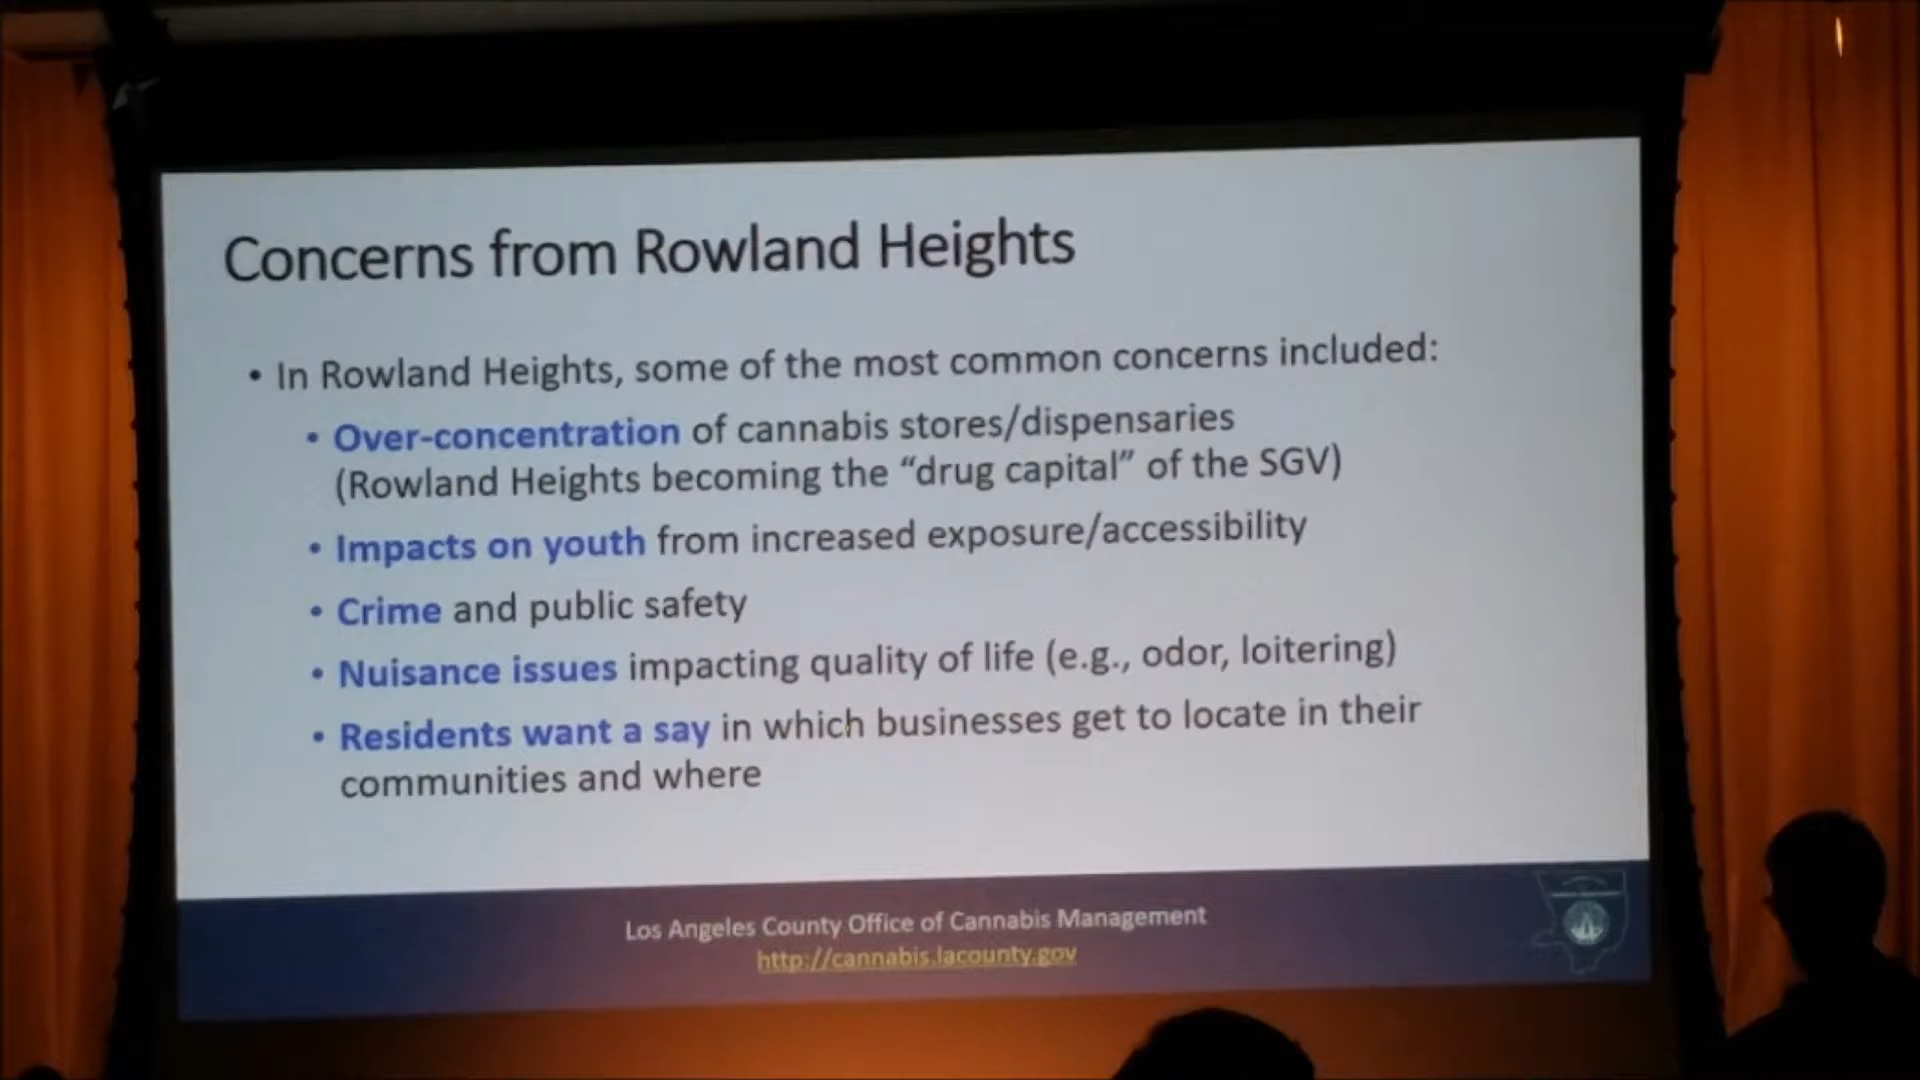 Concerns from Rowland Heights
• In Rowland Heights, some of the most common concerns included:
• Over-concentration of cannabis stores/dispensaries
(Rowland Heights becoming the “drug capital” of the SGV)
• Impacts on youth from increased exposure/accessibility
• Crime and public safety
• Nuisance issues impacting quality of life (e.g., odor, loitering)
• Residents want a say in which businesses get to locate in their
communities and where
Los Angeles County Office of Cannabis Management
http://cannabis.lacounty.gov